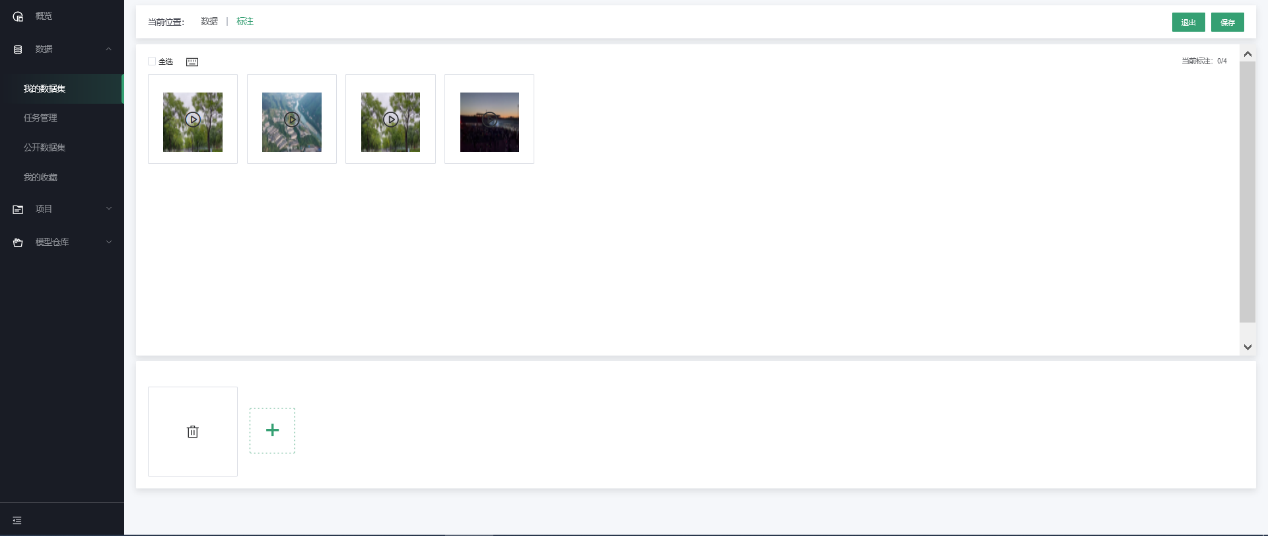 概览
数据
我的数据集
任务管理
公开数据集
我的收藏
项目
模型仓库
当前位置： 数据 | 标注
退出 保存
全选
当前标注：0/4